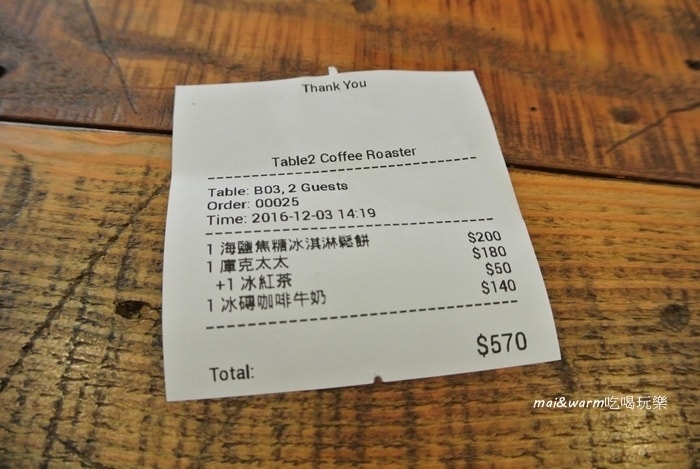 Thank You
Table2 Coffee Roaster
Table: B03, 2 Guests
Order: 00025
Time: 2016-12-03 14:19
1 海鹽焦糖冰淇淋鬆餅 $200
1 庫克太太 $180
+1 冰紅茶 $50
1 冰磚咖啡牛奶 $140
Total: $570
mai&warm吃喝玩樂